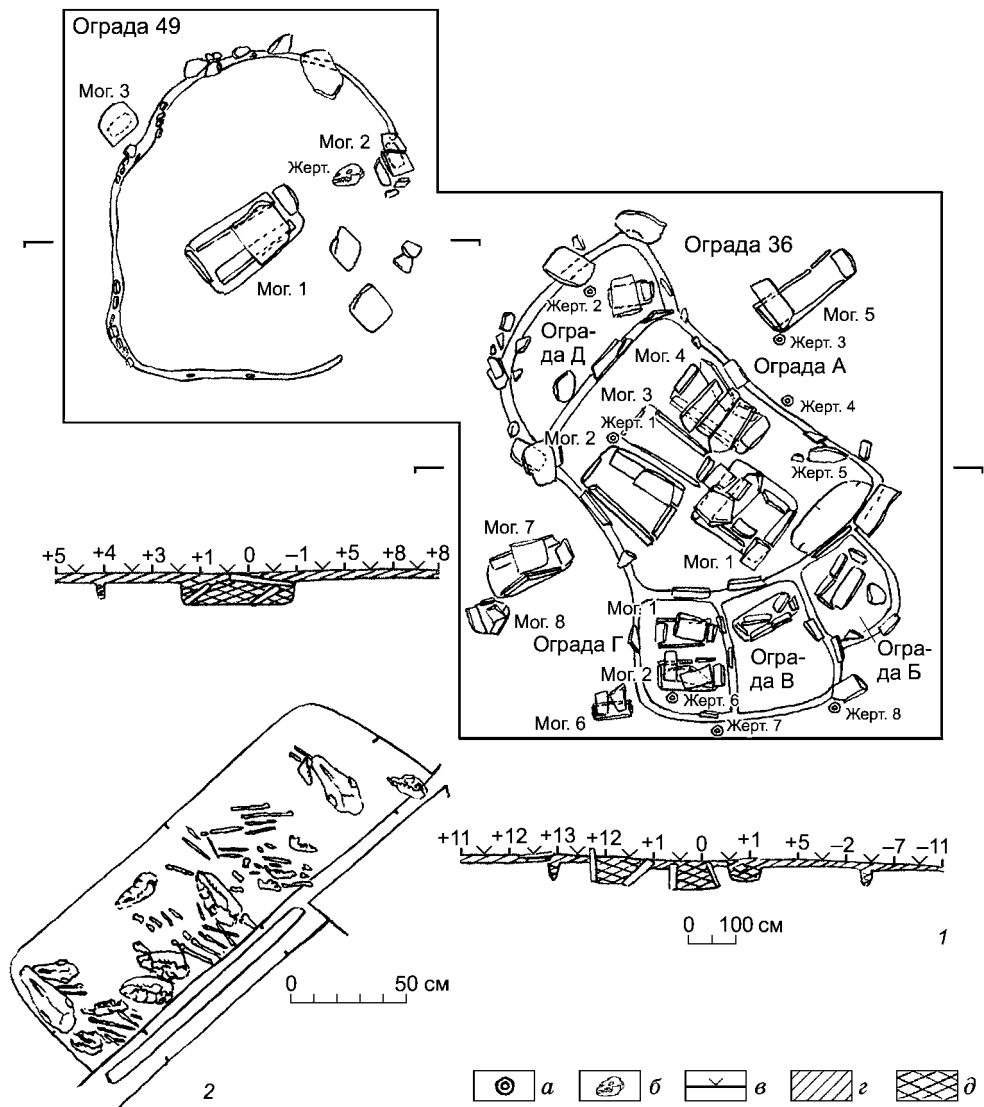 Ограда 49
Мог. 3
Мог. 2
Жерт.
Мог. 1
Ограда 36
Мог. 5
Жерт. 2
Жерт. 3
Огра-
да Д
Мог. 4
Ограда А
Мог. 3
Жерт. 4
Жерт. 1
Мог. 2
Жерт. 5
Мог. 7
Мог. 1
Мог. 8
Мог. 1
Ограда Г
Огра-
да В
Огра-
да Б
Мог. 2
Жерт. 6
Мог. 6
Жерт. 7
Жерт. 8
+5 +4 +3 +1 0 –1 +5 +8 +8
+11 +12 +13 +12 +1 0 +1 +5 –2 –7 –11
0 100 см
1
0 50 см
2
а б в г д